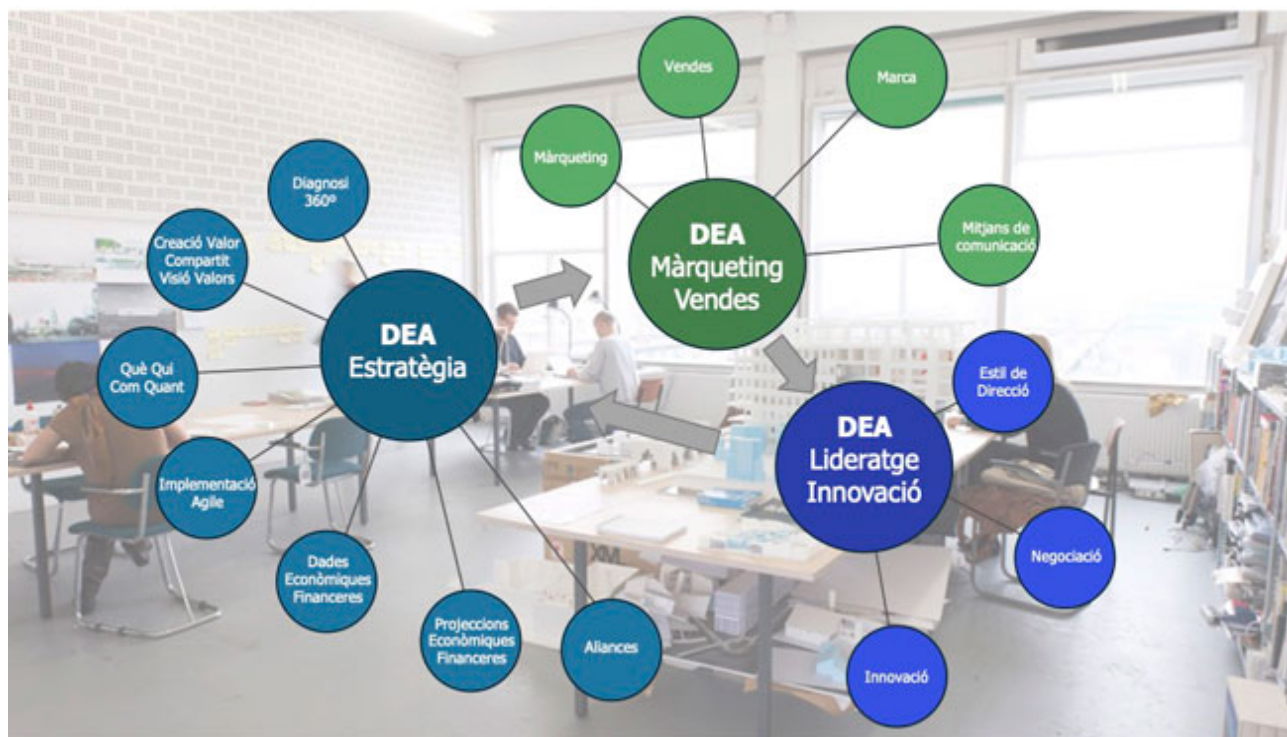 Vendes
Marca
Màrqueting
DEA
Màrqueting
Vendes
Mitjans de
comunicació
Diagnosi
360º
Creació Valor
Compartit
Visió Valors
DEA
Estratègia
Què Qui
Com Quant
Implementació
Agile
Dades
Econòmiques
Financeres
Projeccions
Econòmiques
Financeres
Aliances
DEA
Lideratge
Innovació
Estil de
Direcció
Negociació
Innovació